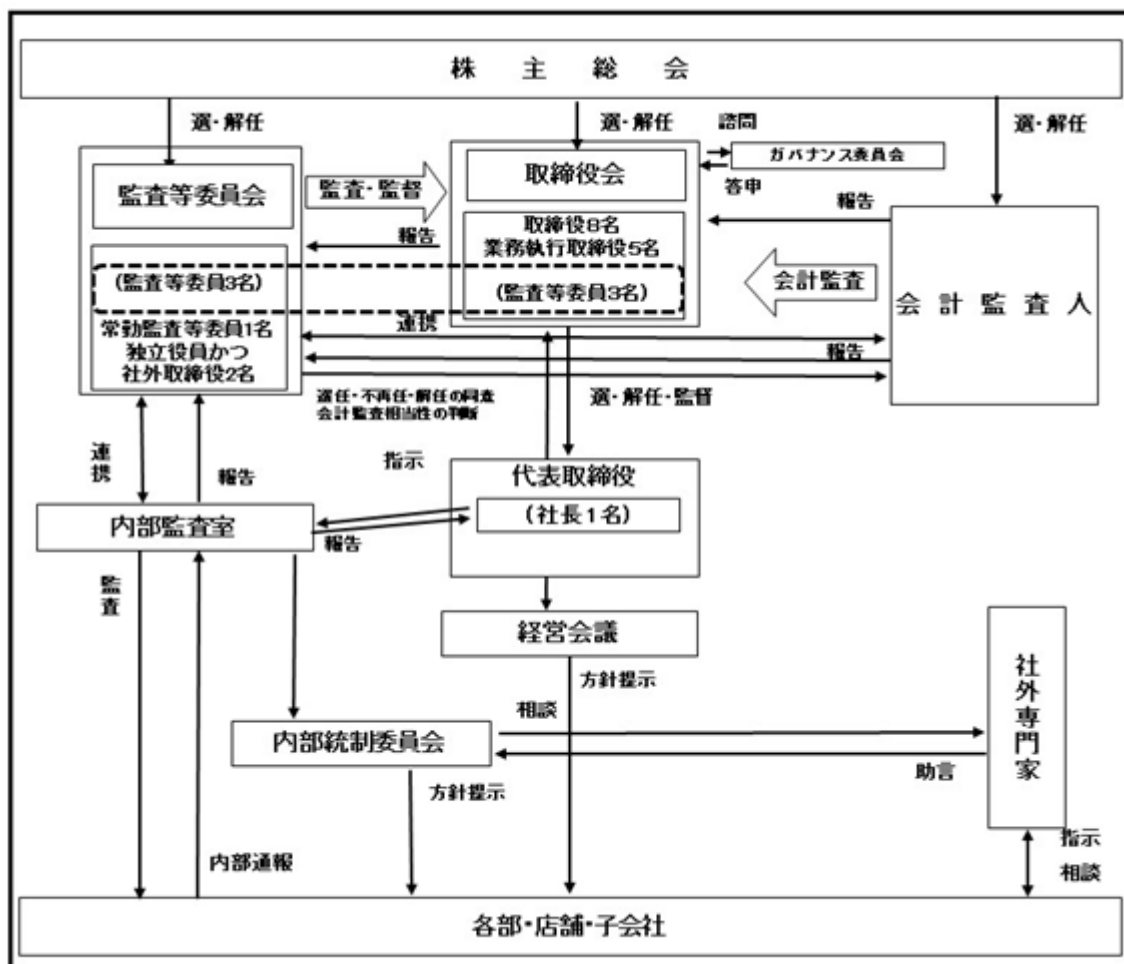 株主総会
選・解任
選・解任
諮問
選・解任
ガバナンス委員会
監査等委員会
監査・監督
取締役会
答申
報告
取締役8名
業務執行取締役5名
報告
(監査等委員3名)
(監査等委員3名)
会計監査
会計監査人
常勤監査等委員1名
独立役員かつ
社外取締役2名
連携
報告
選任・不再任・解任の同意
会計監査相当性の判断
選・解任・監督
連携
報告
指示
代表取締役
(社長1名)
内部監査室
報告
監査
経営会議
方針提示
社外専門家
相談
内部統制委員会
助言
方針提示
内部通報
指示
相談
各部・店舗・子会社